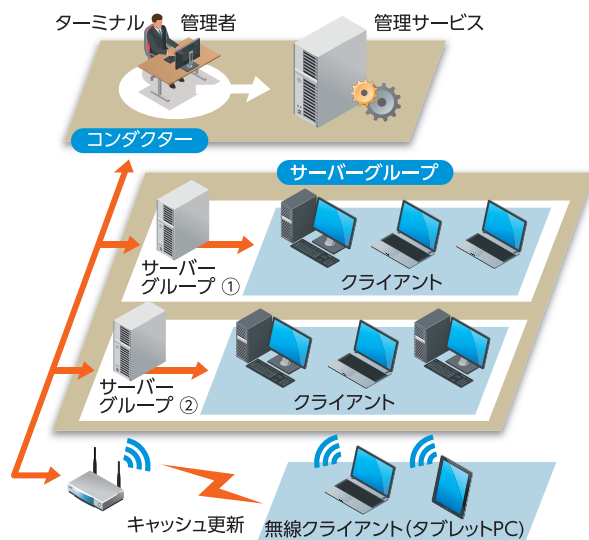 ターミナル 管理者
管理サービス
コンダクター
サーバーグループ
サーバー
グループ ①
クライアント
サーバー
グループ ②
クライアント
キャッシュ更新
無線クライアント(タブレットPC)